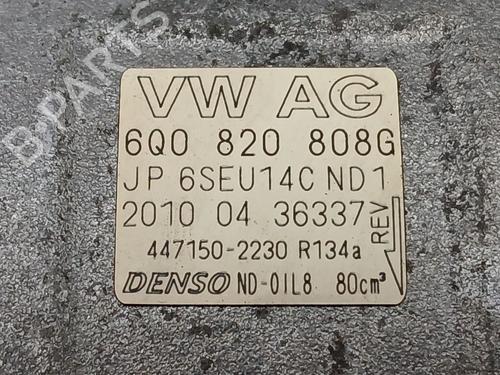 B-PARTS
VW AG
6Q0 820 808G
JP 6SEU14C ND1
2010 04 36337
REV
447150-2230 R134a
DENSO ND-OIL8 80cm³